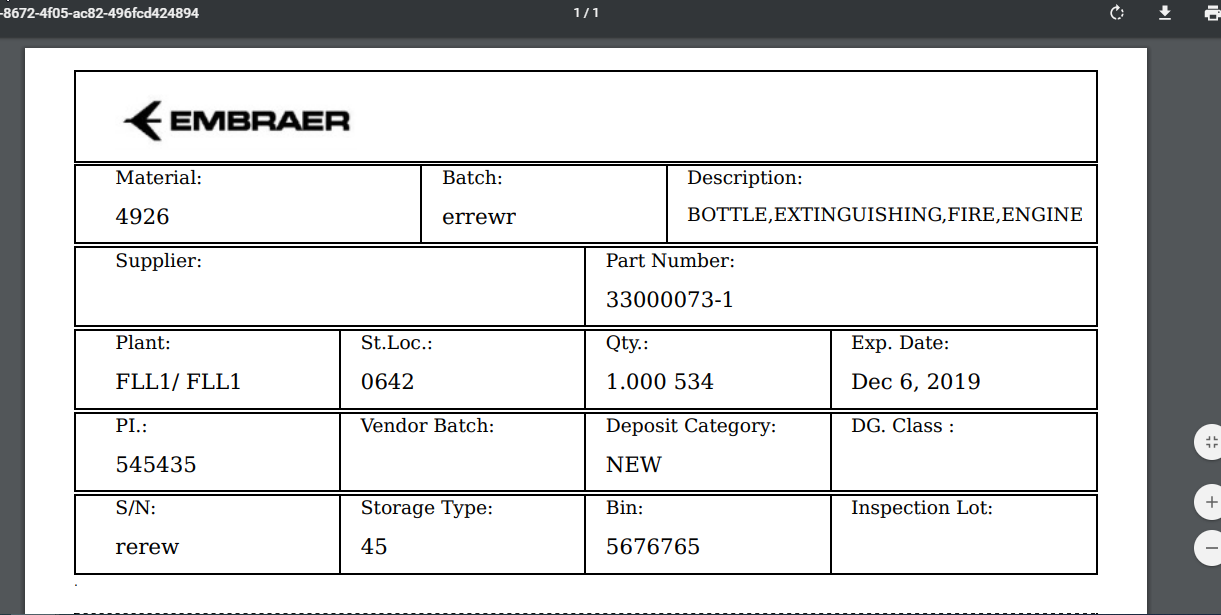 -8672-4f05-ac82-496fcd424894
1 / 1
EMBRAER
Material: Batch: Description:
4926 errewr BOTTLE,EXTINGUISHING,FIRE,ENGINE
Supplier: Part Number:
33000073-1
Plant: St.Loc.: Qty.: Exp. Date:
FLL1/ FLL1 0642 1.000 534 Dec 6, 2019
PI.: Vendor Batch: Deposit Category: DG. Class :
545435 NEW
S/N: Storage Type: Bin: Inspection Lot:
rerew 45 5676765
.